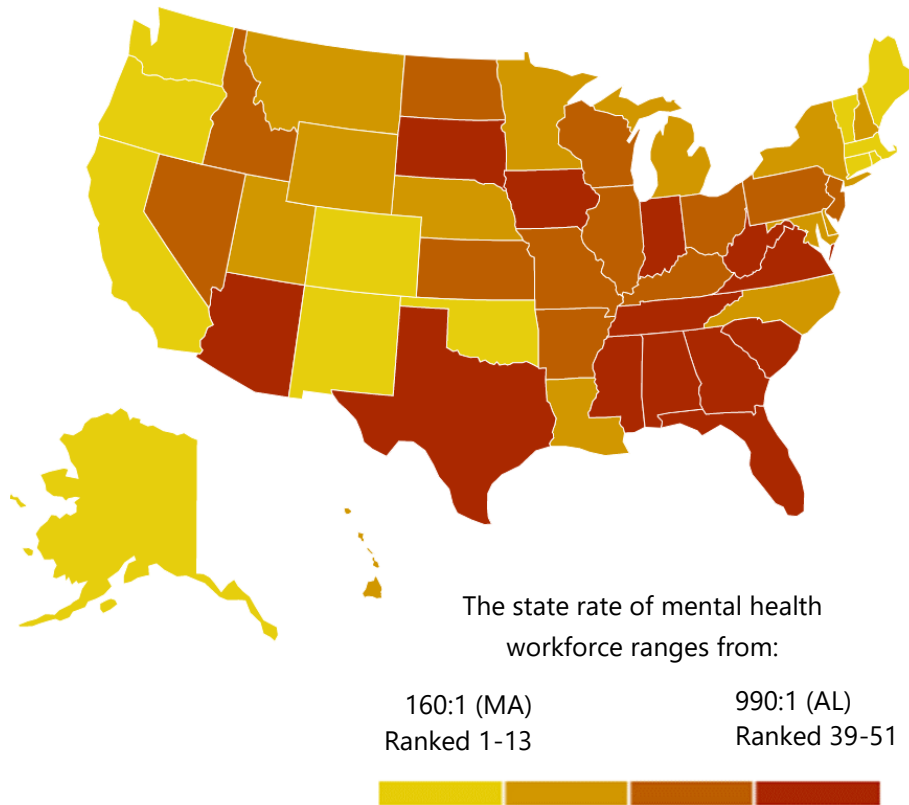 The state rate of mental health
workforce ranges from:
160:1 (MA)
Ranked 1-13
990:1 (AL)
Ranked 39-51